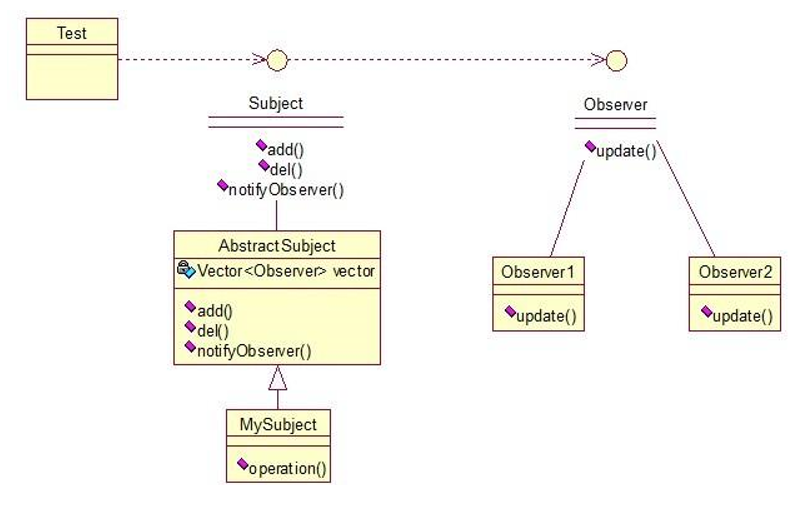 Test
Subject
add()
del()
notifyObserver()
Observer
update()
AbstractSubject
Vector<Observer> vector
add()
del()
notifyObserver()
MySubject
operation()
Observer1
update()
Observer2
update()